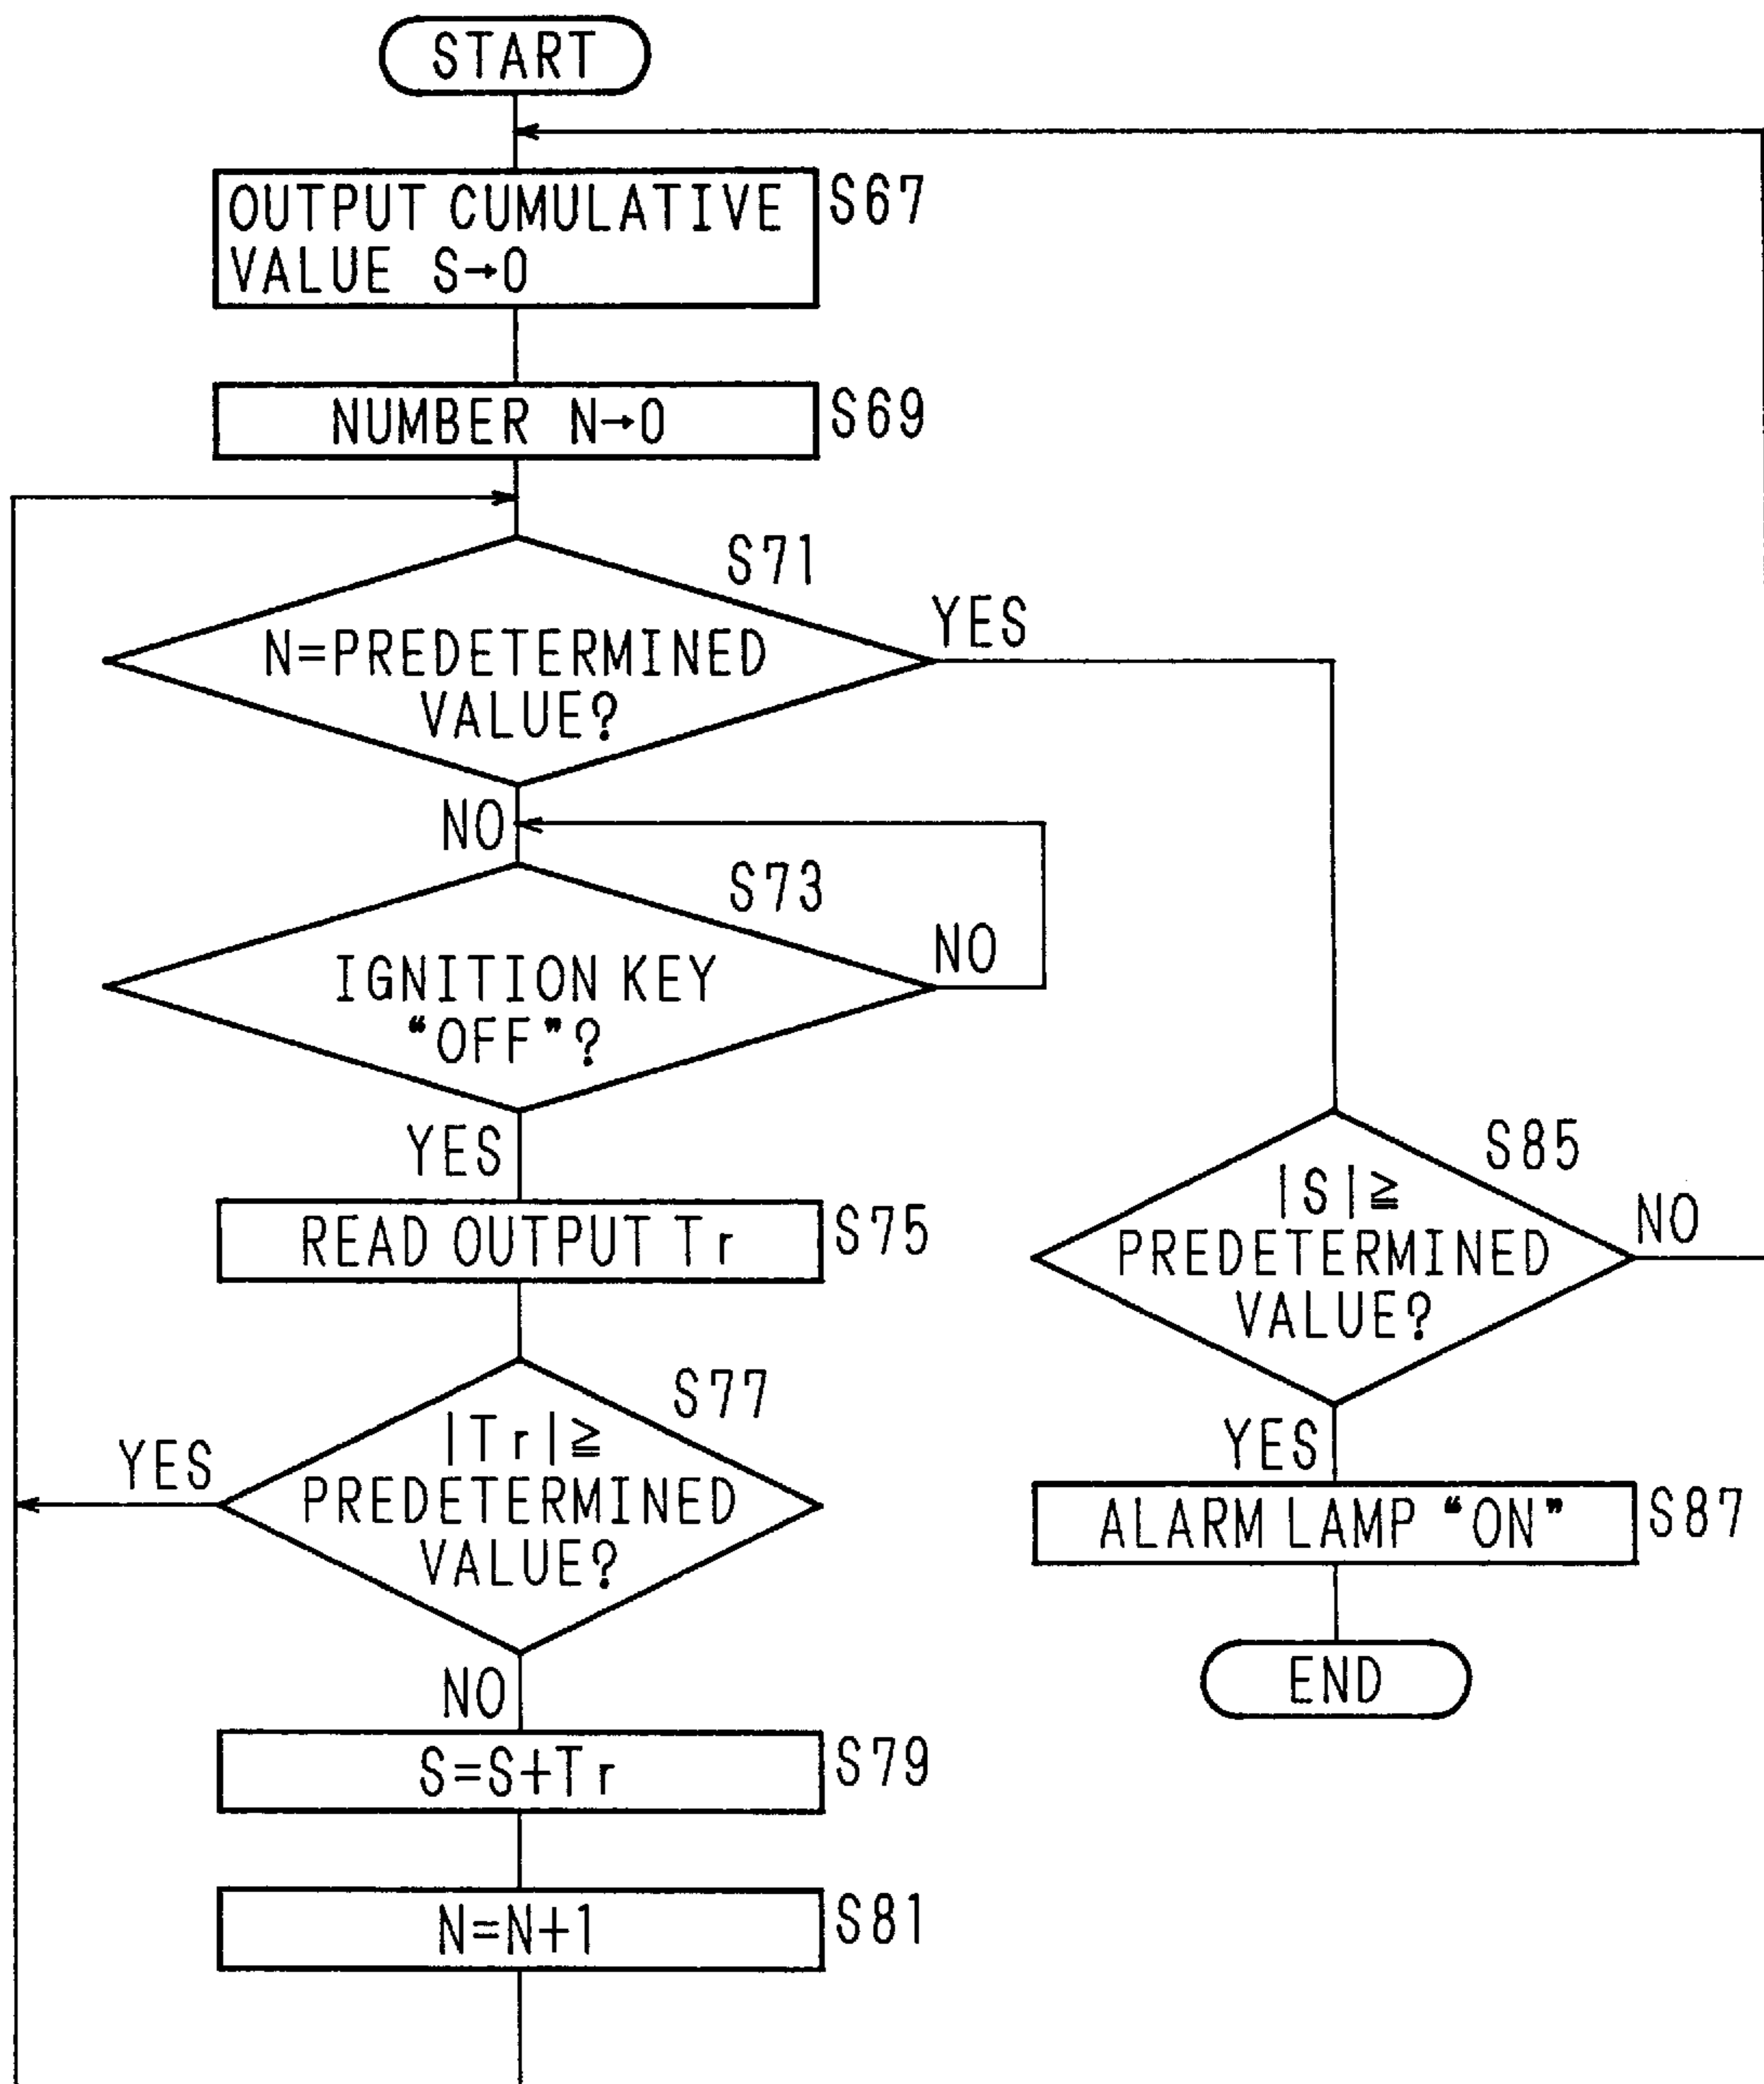 START
OUTPUT CUMULATIVE
VALUE S→0
S67
NUMBER N→0
S69
S71
N=PREDETERMINED
VALUE?
YES
NO
S73
IGNITION KEY
“OFF”?
NO
YES
READ OUTPUT Tr
S75
S77
|Tr|≧
PREDETERMINED
VALUE?
YES
NO
S=S+Tr
S79
N=N+1
S81
S85
|S|≧
PREDETERMINED
VALUE?
NO
YES
ALARM LAMP “ON”
S87
END